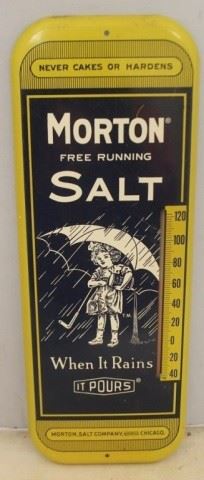 NEVER CAKES OR HARDENS
MORTON®
FREE RUNNING
SALT
120
100
80
60
40
20
0
20
40
T.M.
When It Rains
IT POURS®
MORTON SALT COMPANY, CHICAGO.